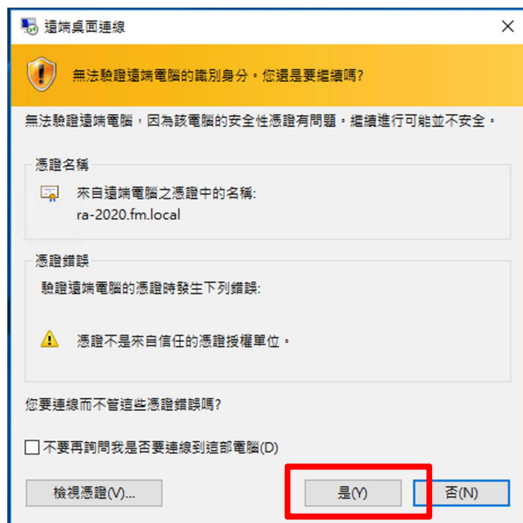 遠端桌面連線
無法驗證遠端電腦的識別身分。您還是要繼續嗎?
無法驗證遠端電腦，因為該電腦的安全性憑證有問題。繼續進行可能並不安全。
憑證名稱
來自遠端電腦之憑證中的名稱:
ra-2020.fm.local
憑證錯誤
驗證遠端電腦的憑證時發生下列錯誤:
憑證不是來自信任的憑證授權單位。
您要連線而不管這些憑證錯誤嗎?
不要再詢問我是否要連線到這部電腦(D)
檢視憑證(V)... 是(Y) 否(N)